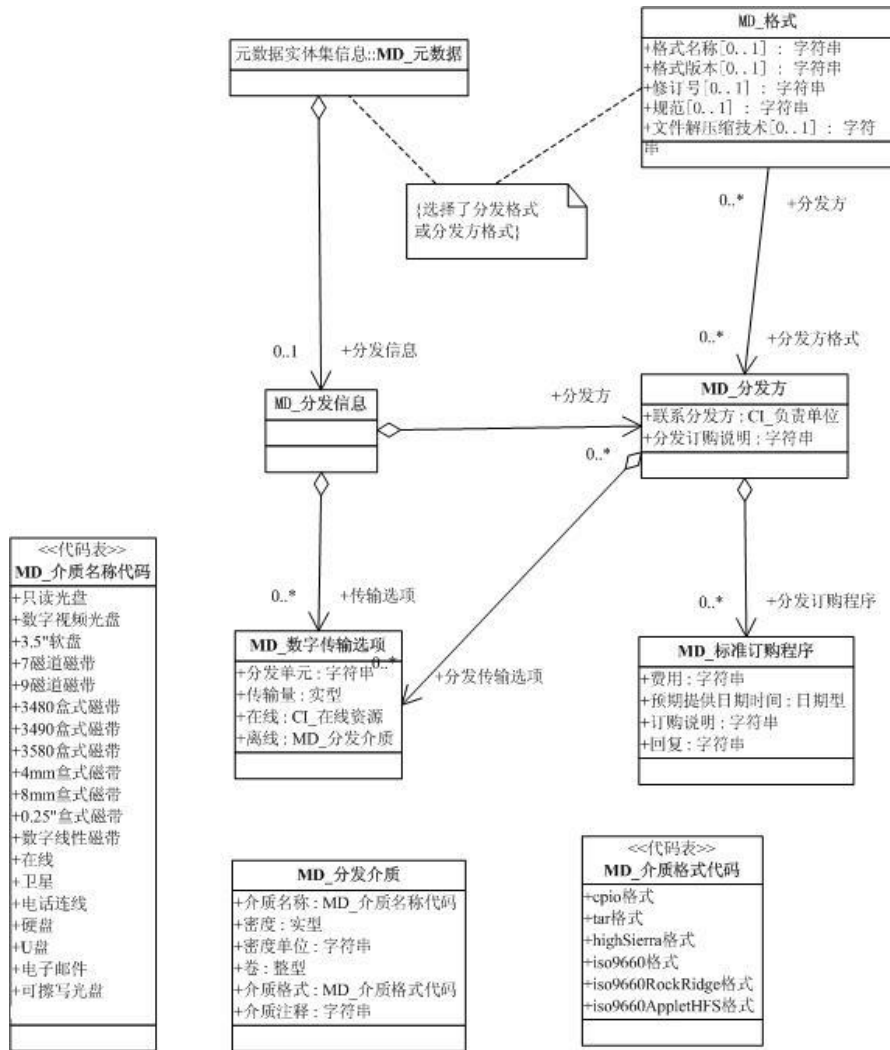 元数据实体集信息::MD_元数据
MD_格式
+格式名称[0..1] : 字符串
+格式版本[0..1] : 字符串
+修订号[0..1] : 字符串
+规范[0..1] : 字符串
+文件解压缩技术[0..1] : 字符
串
{选择了分发格式
或分发方格式}
0..*
+分发方
0..1
+分发信息
0..*
+分发方格式
MD_分发信息
+分发方
0..*
MD_分发方
+联系分发方 : CI_负责单位
+分发订购说明 : 字符串
0..*
+传输选项
0..*
+分发传输选项
0..*
+分发订购程序
<<代码表>>
MD_介质名称代码
+只读光盘
+数字视频光盘
+3.5"软盘
+7磁道磁带
+9磁道磁带
+3480盒式磁带
+3490盒式磁带
+3580盒式磁带
+4mm盒式磁带
+8mm盒式磁带
+0.25"盒式磁带
+数字线性磁带
+在线
+卫星
+电话连线
+硬盘
+U盘
+电子邮件
+可擦写光盘
MD_数字传输选项
+分发单元 : 字符串
+传输量 : 实型
+在线 : CI_在线资源
+离线 : MD_分发介质
MD_标准订购程序
+费用 : 字符串
+预期提供日期时间 : 日期型
+订购说明 : 字符串
+回复 : 字符串
MD_分发介质
+介质名称 : MD_介质名称代码
+密度 : 实型
+密度单位 : 字符串
+卷 : 整型
+介质格式 : MD_介质格式代码
+介质注释 : 字符串
<<代码表>>
MD_介质格式代码
+cpio格式
+tar格式
+highSierra格式
+iso9660格式
+iso9660RockRidge格式
+iso9660AppletHFS格式